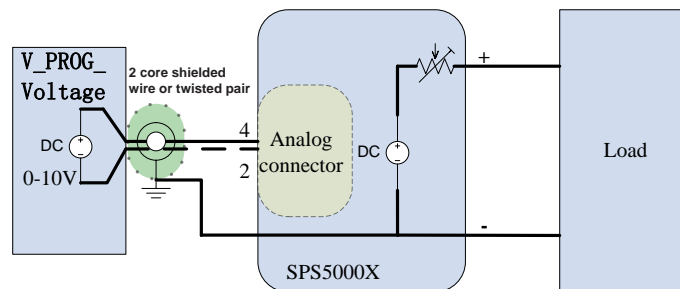 V_PROG_
Voltage
DC
0-10V
2 core shielded
wire or twisted pair
4
2
Analog
connector
DC
SPS5000X
+
-
Load